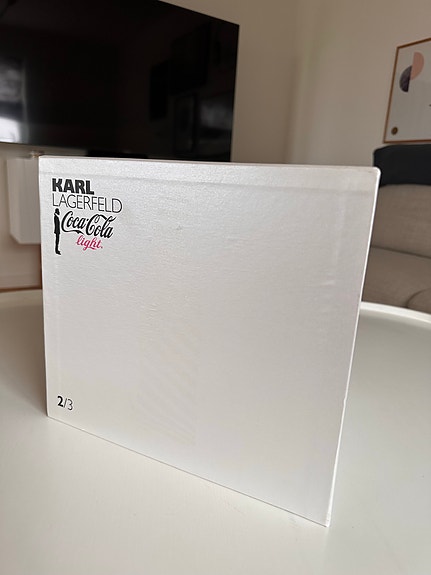 KARL
LAGERFELD
Coca-Cola
light.
2/3